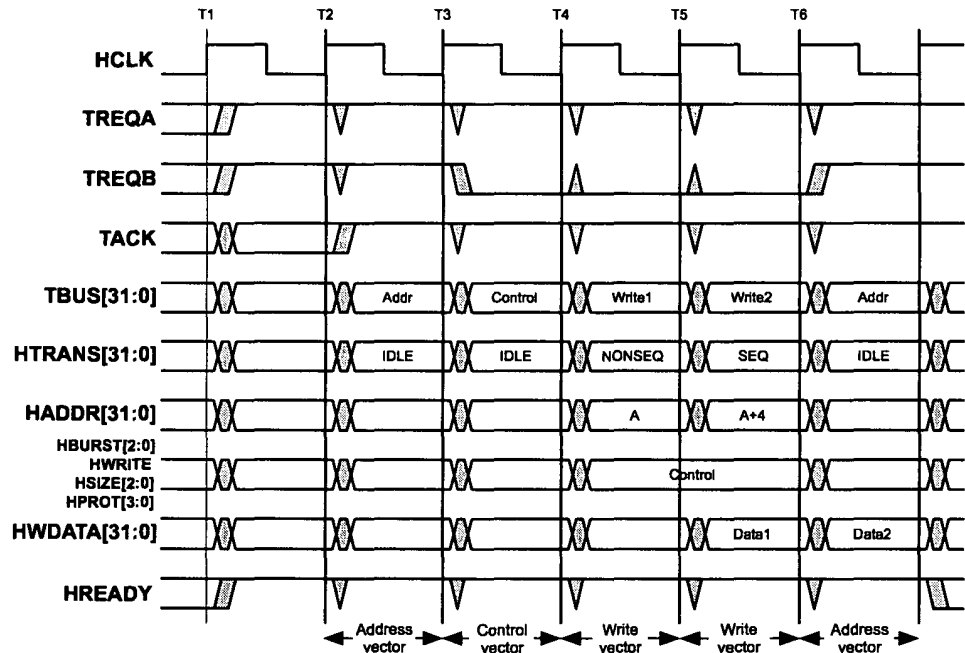 T1 T2 T3 T4 T5 T6
HCLK
TREQA
TREQB
TACK
TBUS[31:0] Addr Control Write1 Write2 Addr
HTRANS[31:0] IDLE IDLE NONSEQ SEQ IDLE
HADDR[31:0] A A+4
HBURST[2:0]
HWRITE
HSIZE[2:0]
HPROT[3:0]
Control
HWDATA[31:0] Data1 Data2
HREADY
Address Control Write Write Address
vector vector vector vector vector